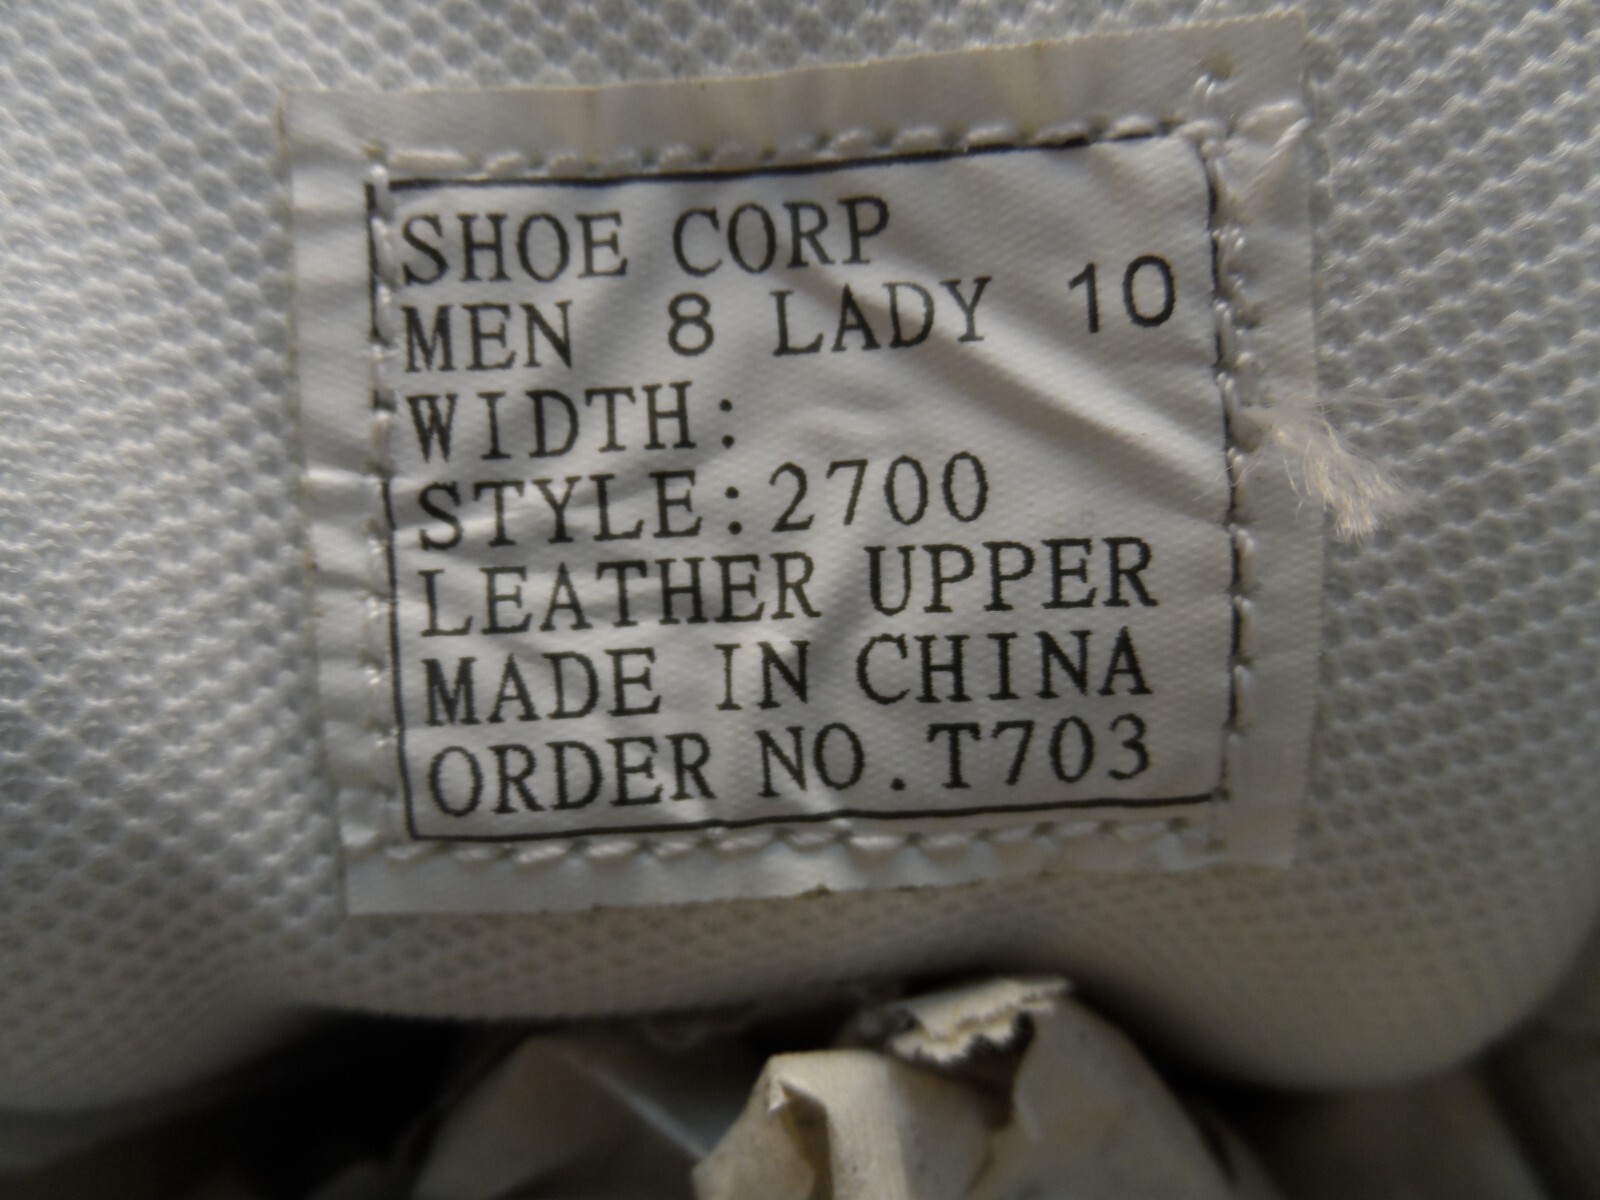 SHOE CORP
MEN 8 LADY 10
WIDTH:
STYLE:2700
LEATHER UPPER
MADE IN CHINA
ORDER NO.T703